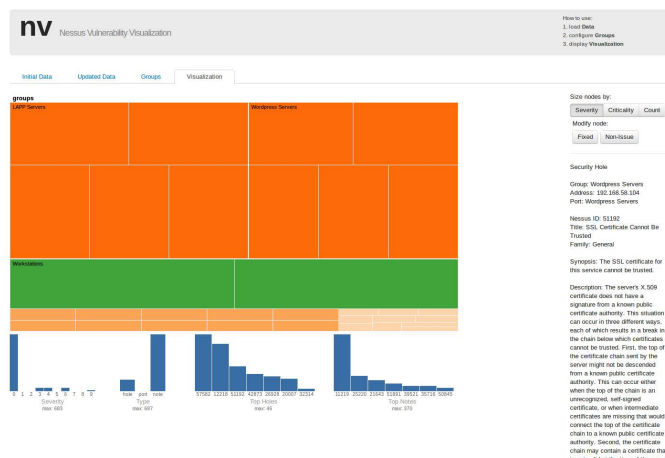 nv
Nessus Vulnerability Visualization
How to use:
1. load Data
2. configure Groups
3. display Visualization
Initial Data
Updated Data
Groups
Visualization
groups
LAPP Servers
Wordpress Servers
Workstations
0 1 2 3 4 5 6 7 8 9
Severity
max: 683
hole port note
Type
max: 687
57582 12218 51192 42873 26928 20007 32314
Top Holes
max: 46
11219 25220 21643 51891 39521 35716 50845
Top Notes
max: 370
Size nodes by:
Severity Criticality Count
Modify node:
Fixed Non-Issue
Security Hole
Group: Wordpress Servers
Address: 192.168.58.104
Port: Wordpress Servers
Nessus ID: 51192
Title: SSL Certificate Cannot Be
Trusted
Family: General
Synopsis: The SSL certificate for
this service cannot be trusted.
Description: The server's X.509
certificate does not have a
signature from a known public
certificate authority. This situation
can occur in three different ways,
each of which results in a break in
the chain below which certificates
cannot be trusted. First, the top of
the certificate chain sent by the
server might not be descended
from a known public certificate
authority. This can occur either
when the top of the chain is an
unrecognized, self-signed
certificate, or when intermediate
certificates are missing that would
connect the top of the certificate
chain to a known public certificate
authority. Second, the certificate
chain may contain a certificate tha